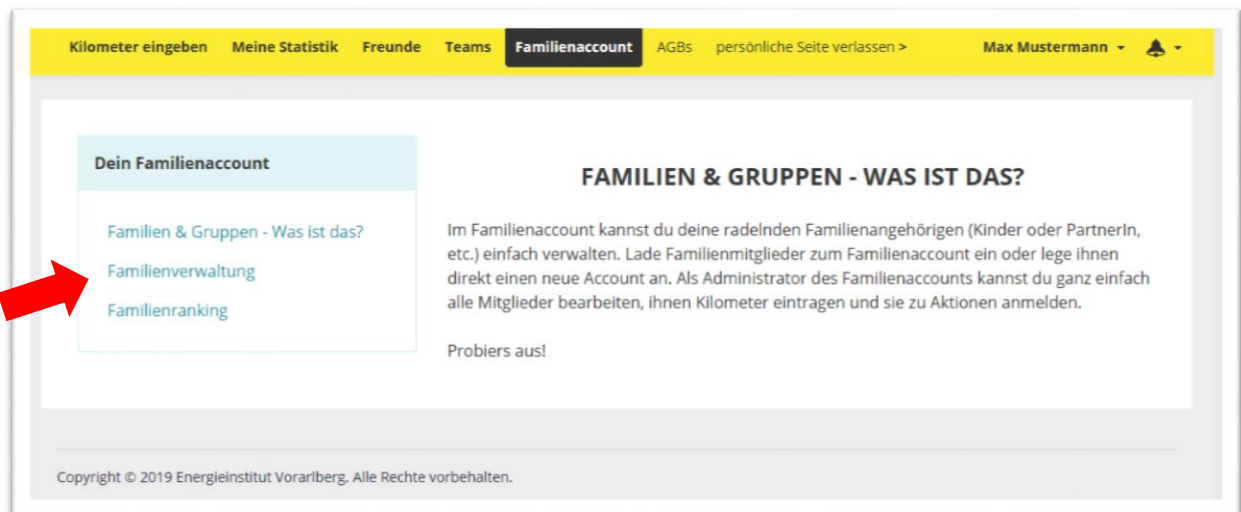 Kilometer eingeben Meine Statistik Freunde Teams Familienaccount AGBs persönliche Seite verlassen > Max Mustermann
Dein Familienaccount
Familien & Gruppen - Was ist das?
Familienverwaltung
Familienranking
FAMILIEN & GRUPPEN - WAS IST DAS?
Im Familienaccount kannst du deine radelnden Familienangehörigen (Kinder oder PartnerIn,
etc.) einfach verwalten. Lade Familienmitglieder zum Familienaccount ein oder lege ihnen
direkt einen neue Account an. Als Administrator des Familienaccounts kannst du ganz einfach
alle Mitglieder bearbeiten, ihnen Kilometer eintragen und sie zu Aktionen anmelden.
Probiers aus!
Copyright © 2019 Energieinstitut Vorarlberg. Alle Rechte vorbehalten.